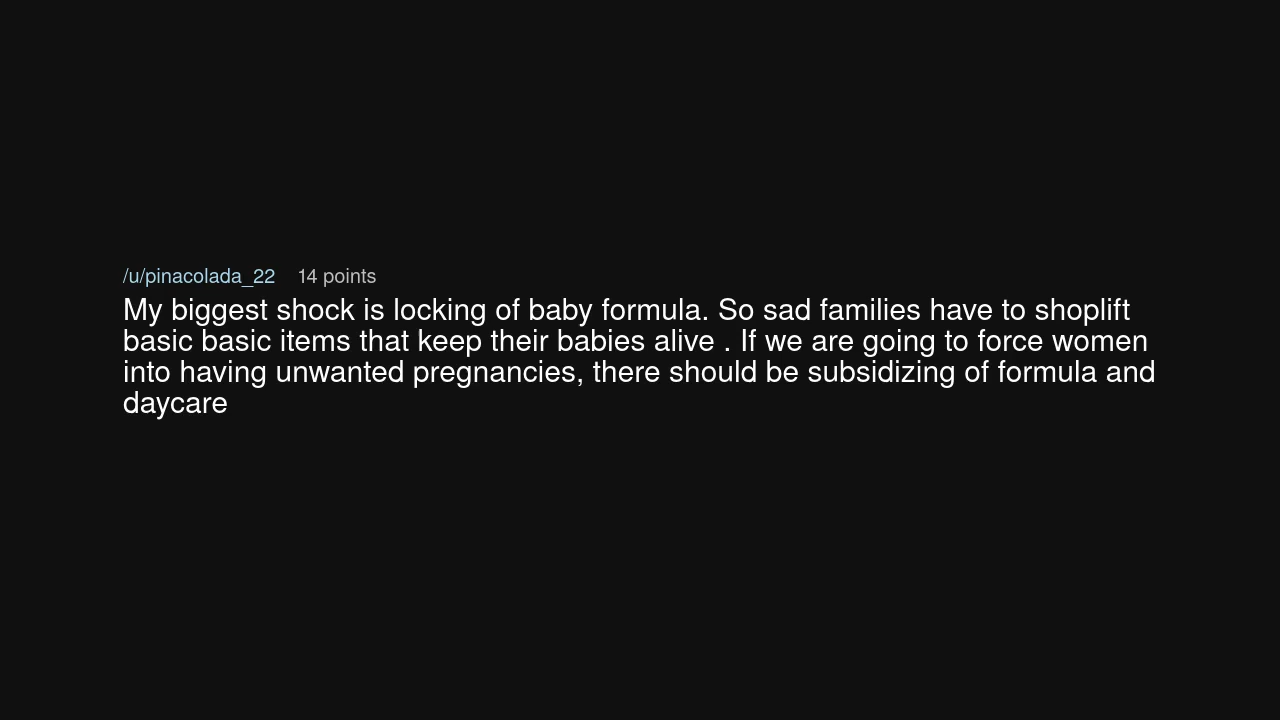 /u/pinacolada_22 14 points
My biggest shock is locking of baby formula. So sad families have to shoplift
basic basic items that keep their babies alive . If we are going to force women
into having unwanted pregnancies, there should be subsidizing of formula and
daycare